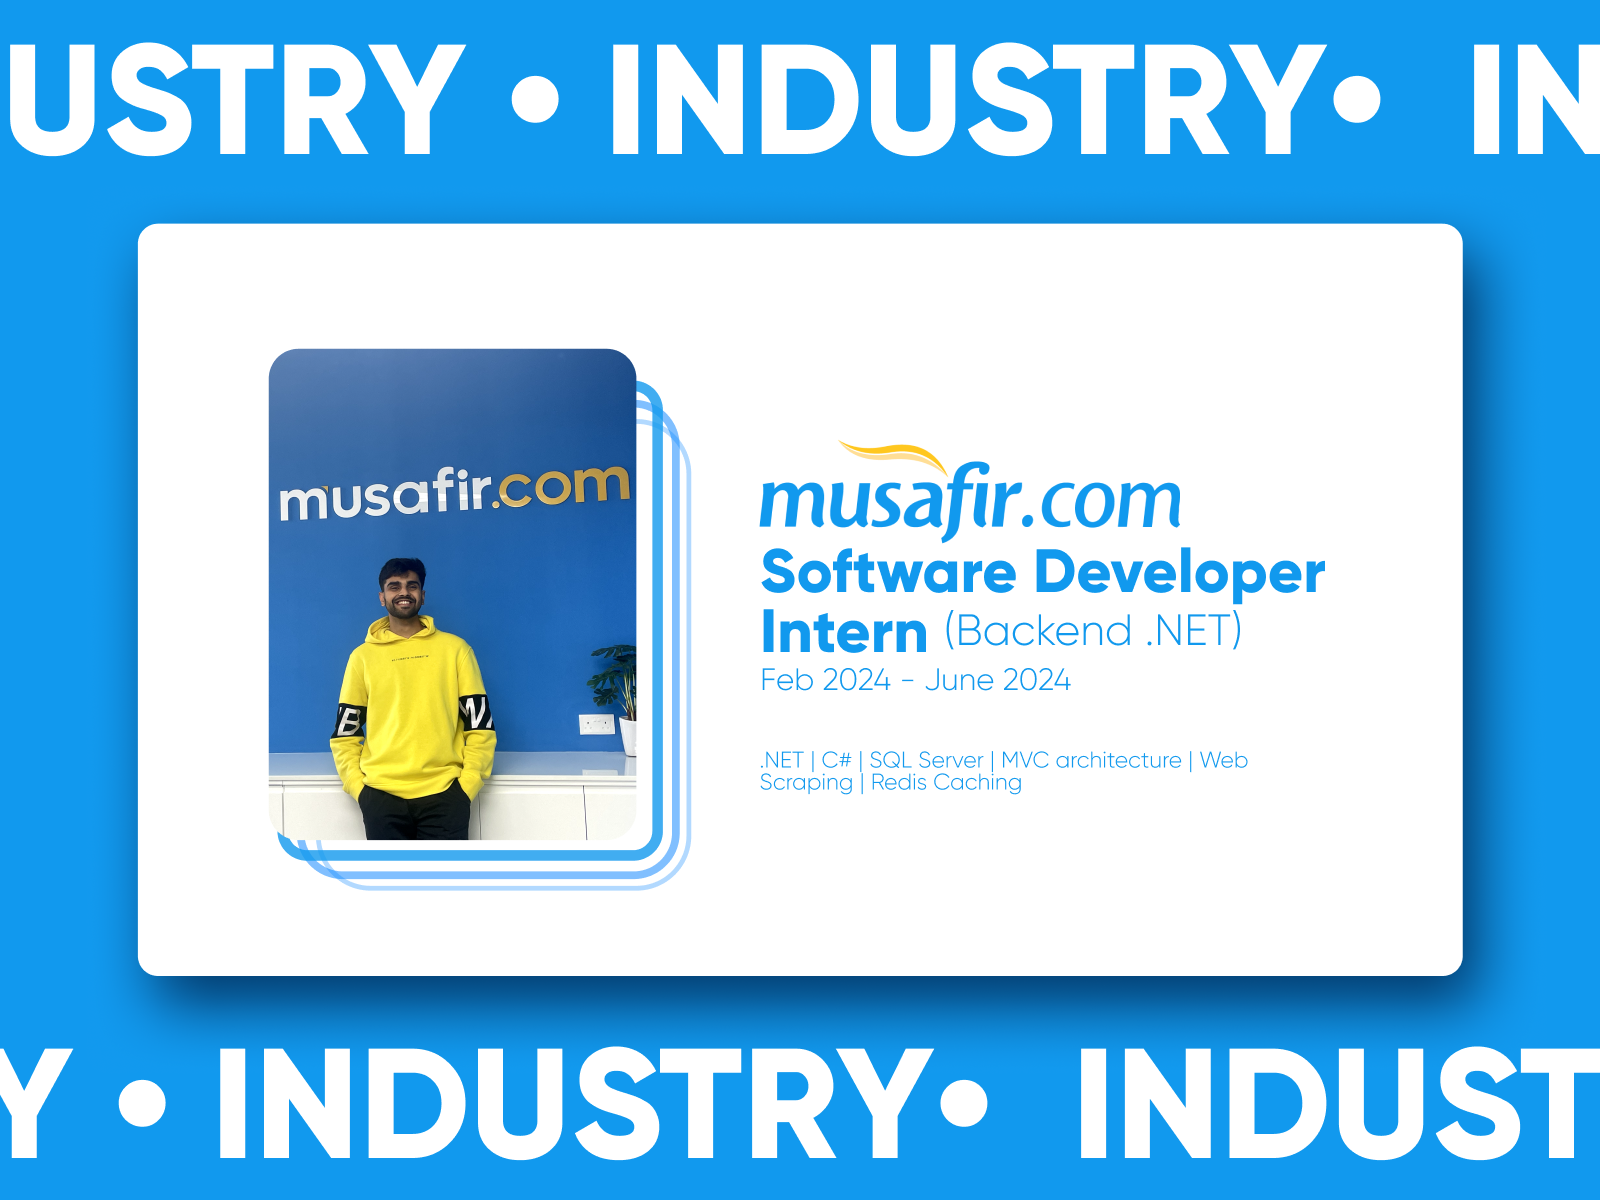 USTRY • INDUSTRY• IN
musafir.com
musafir.com
Software Developer
Intern (Backend .NET)
Feb 2024 - June 2024
.NET | C# | SQL Server | MVC architecture | Web
Scraping | Redis Caching
Y • INDUSTRY• INDUST